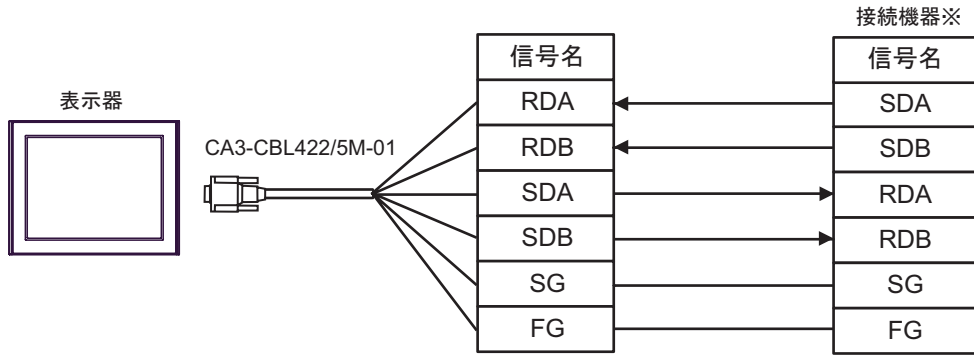 接続機器※
信号名
信号名
表示器
RDA
SDA
CA3-CBL422/5M-01
RDB
SDB
SDA
RDA
SDB
RDB
SG
SG
FG
FG